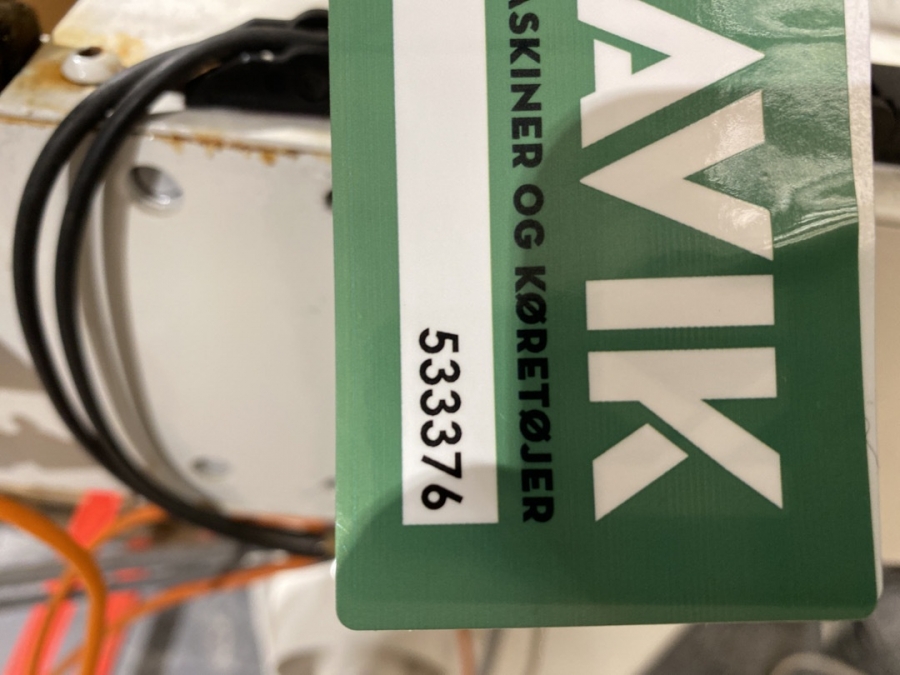 AVIK
ASKINER OG KØRETØJER
533376